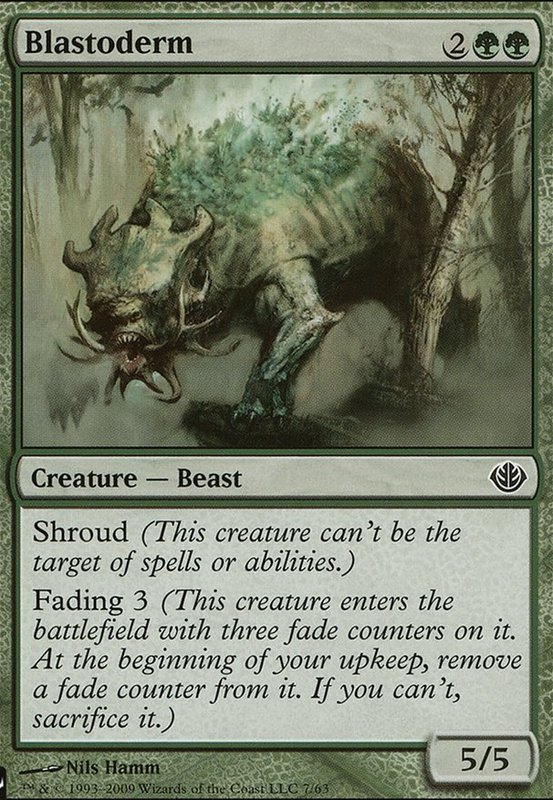 Blastoderm 2
Creature — Beast
Shroud (This creature can't be the
target of spells or abilities.)
Fading 3 (This creature enters the
battlefield with three fade counters on it.
At the beginning of your upkeep, remove
a fade counter from it. If you can't,
sacrifice it.)
5/5
Nils Hamm
™ & © 1993–2009 Wizards of the Coast LLC 7/63